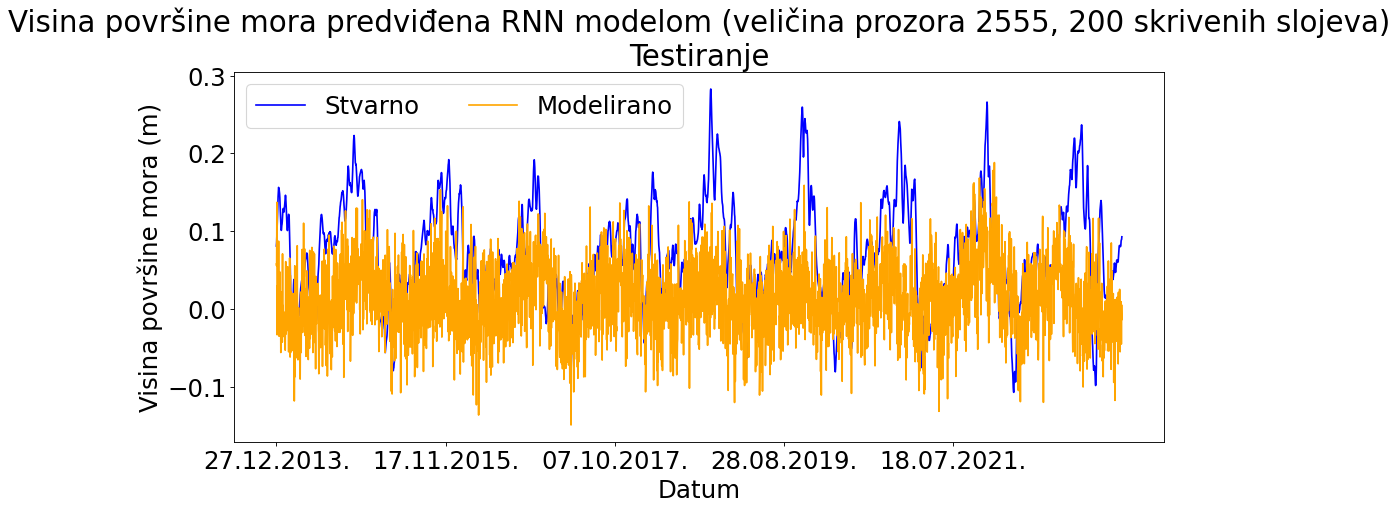 Visina površine mora predviđena RNN modelom (veličina prozora 2555, 200 skrivenih slojeva)
Testiranje
Stvarno
Modelirano
Visina površine mora (m)
0.3
0.2
0.1
0.0
−0.1
27.12.2013.
17.11.2015.
07.10.2017.
28.08.2019.
18.07.2021.
Datum